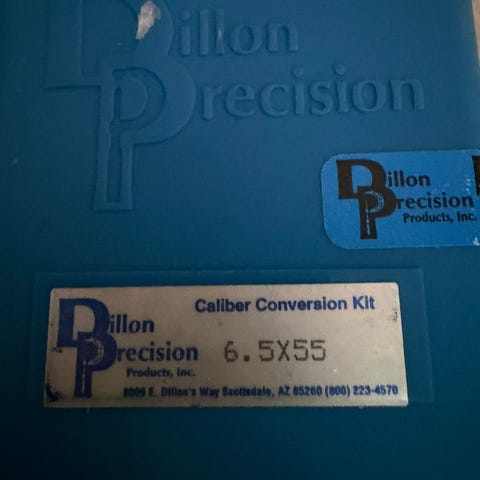 Dillon
Precision
Dillon
Precision
Products, Inc.
Caliber Conversion Kit
Dillon
Precision
Products, Inc.
6.5X55
8009 E. Dillon's Way Scottsdale, AZ 85260 (800) 223-4570